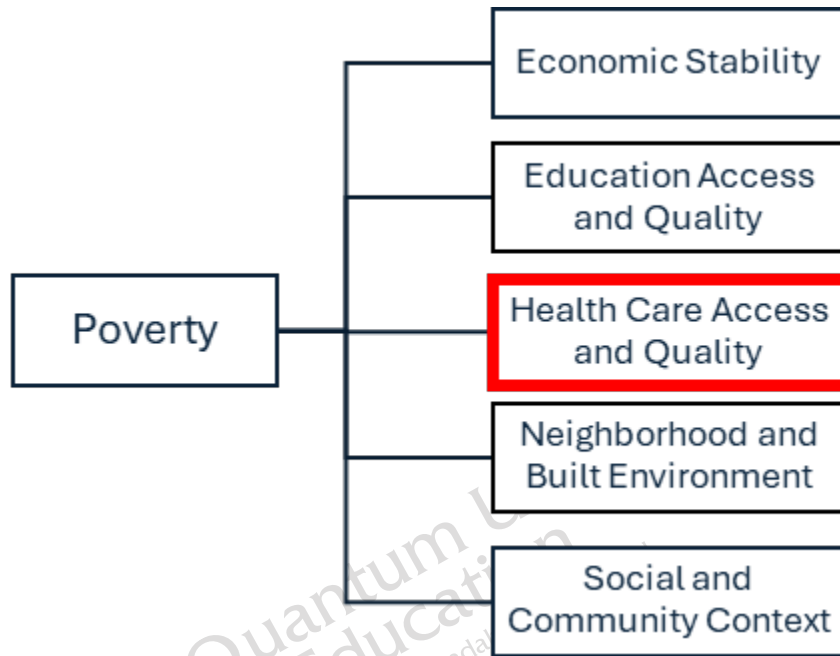 Economic Stability
Education Access
and Quality
Poverty
Health Care Access
and Quality
Neighborhood and
Built Environment
Social and
Community Context
Quantum U
Education